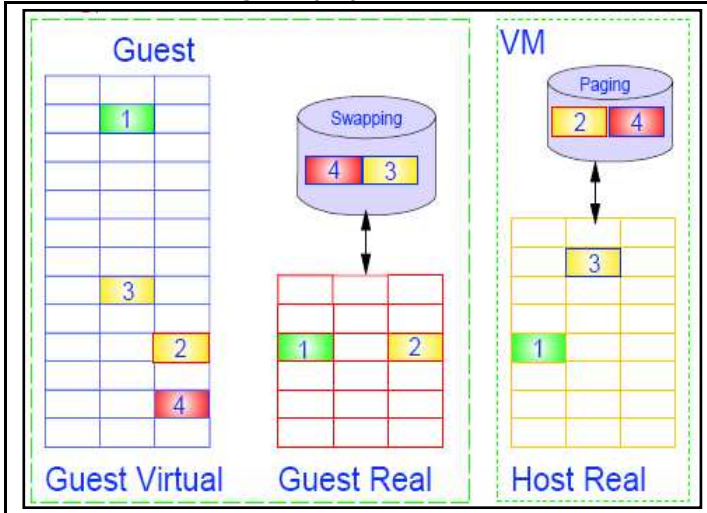 Guest
VM
Paging
2 4
1
Swapping
4 3
3
3
1 2
2
1
4
Guest Virtual Guest Real Host Real